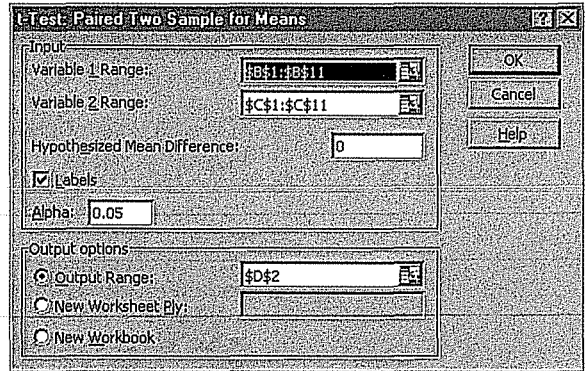 t-Test: Paired Two Sample for Means
Input
Variable 1 Range:
$B$1:$B$11
OK
Variable 2 Range:
$C$1:$C$11
Cancel
Hypothesized Mean Difference:
0
Help
Labels
Alpha:
0.05
Output options
Output Range:
$D$2
New Worksheet Ply:
New Workbook